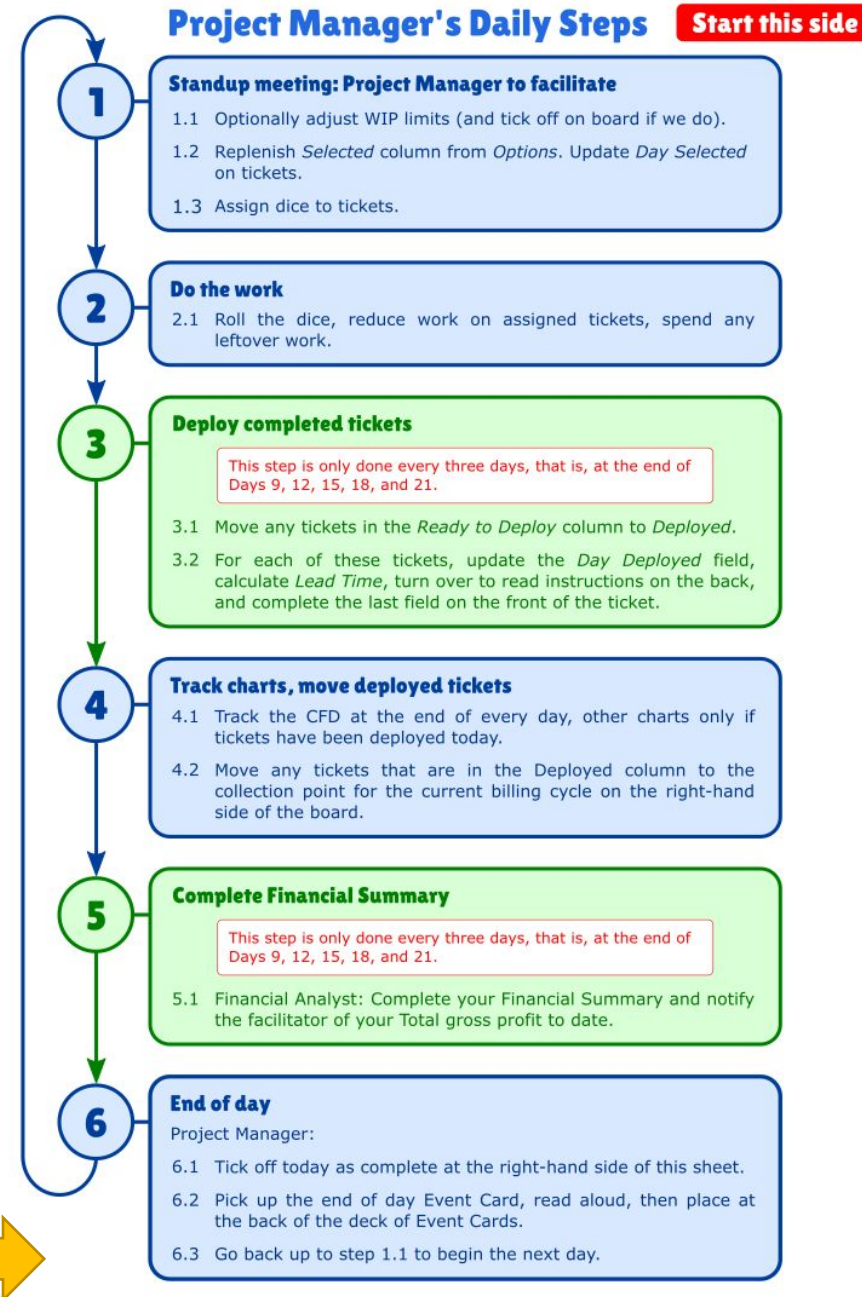 Project Manager's Daily Steps
Start this side
1
Standup meeting: Project Manager to facilitate
1.1 Optionally adjust WIP limits (and tick off on board if we do).
1.2 Replenish Selected column from Options. Update Day Selected
on tickets.
1.3 Assign dice to tickets.
2
Do the work
2.1 Roll the dice, reduce work on assigned tickets, spend any
leftover work.
3
Deploy completed tickets
This step is only done every three days, that is, at the end of
Days 9, 12, 15, 18, and 21.
3.1 Move any tickets in the Ready to Deploy column to Deployed.
3.2 For each of these tickets, update the Day Deployed field,
calculate Lead Time, turn over to read instructions on the back,
and complete the last field on the front of the ticket.
4
Track charts, move deployed tickets
4.1 Track the CFD at the end of every day, other charts only if
tickets have been deployed today.
4.2 Move any tickets that are in the Deployed column to the
collection point for the current billing cycle on the right-hand
side of the board.
5
Complete Financial Summary
This step is only done every three days, that is, at the end of
Days 9, 12, 15, 18, and 21.
5.1 Financial Analyst: Complete your Financial Summary and notify
the facilitator of your Total gross profit to date.
6
End of day
Project Manager:
6.1 Tick off today as complete at the right-hand side of this sheet.
6.2 Pick up the end of day Event Card, read aloud, then place at
the back of the deck of Event Cards.
6.3 Go back up to step 1.1 to begin the next day.